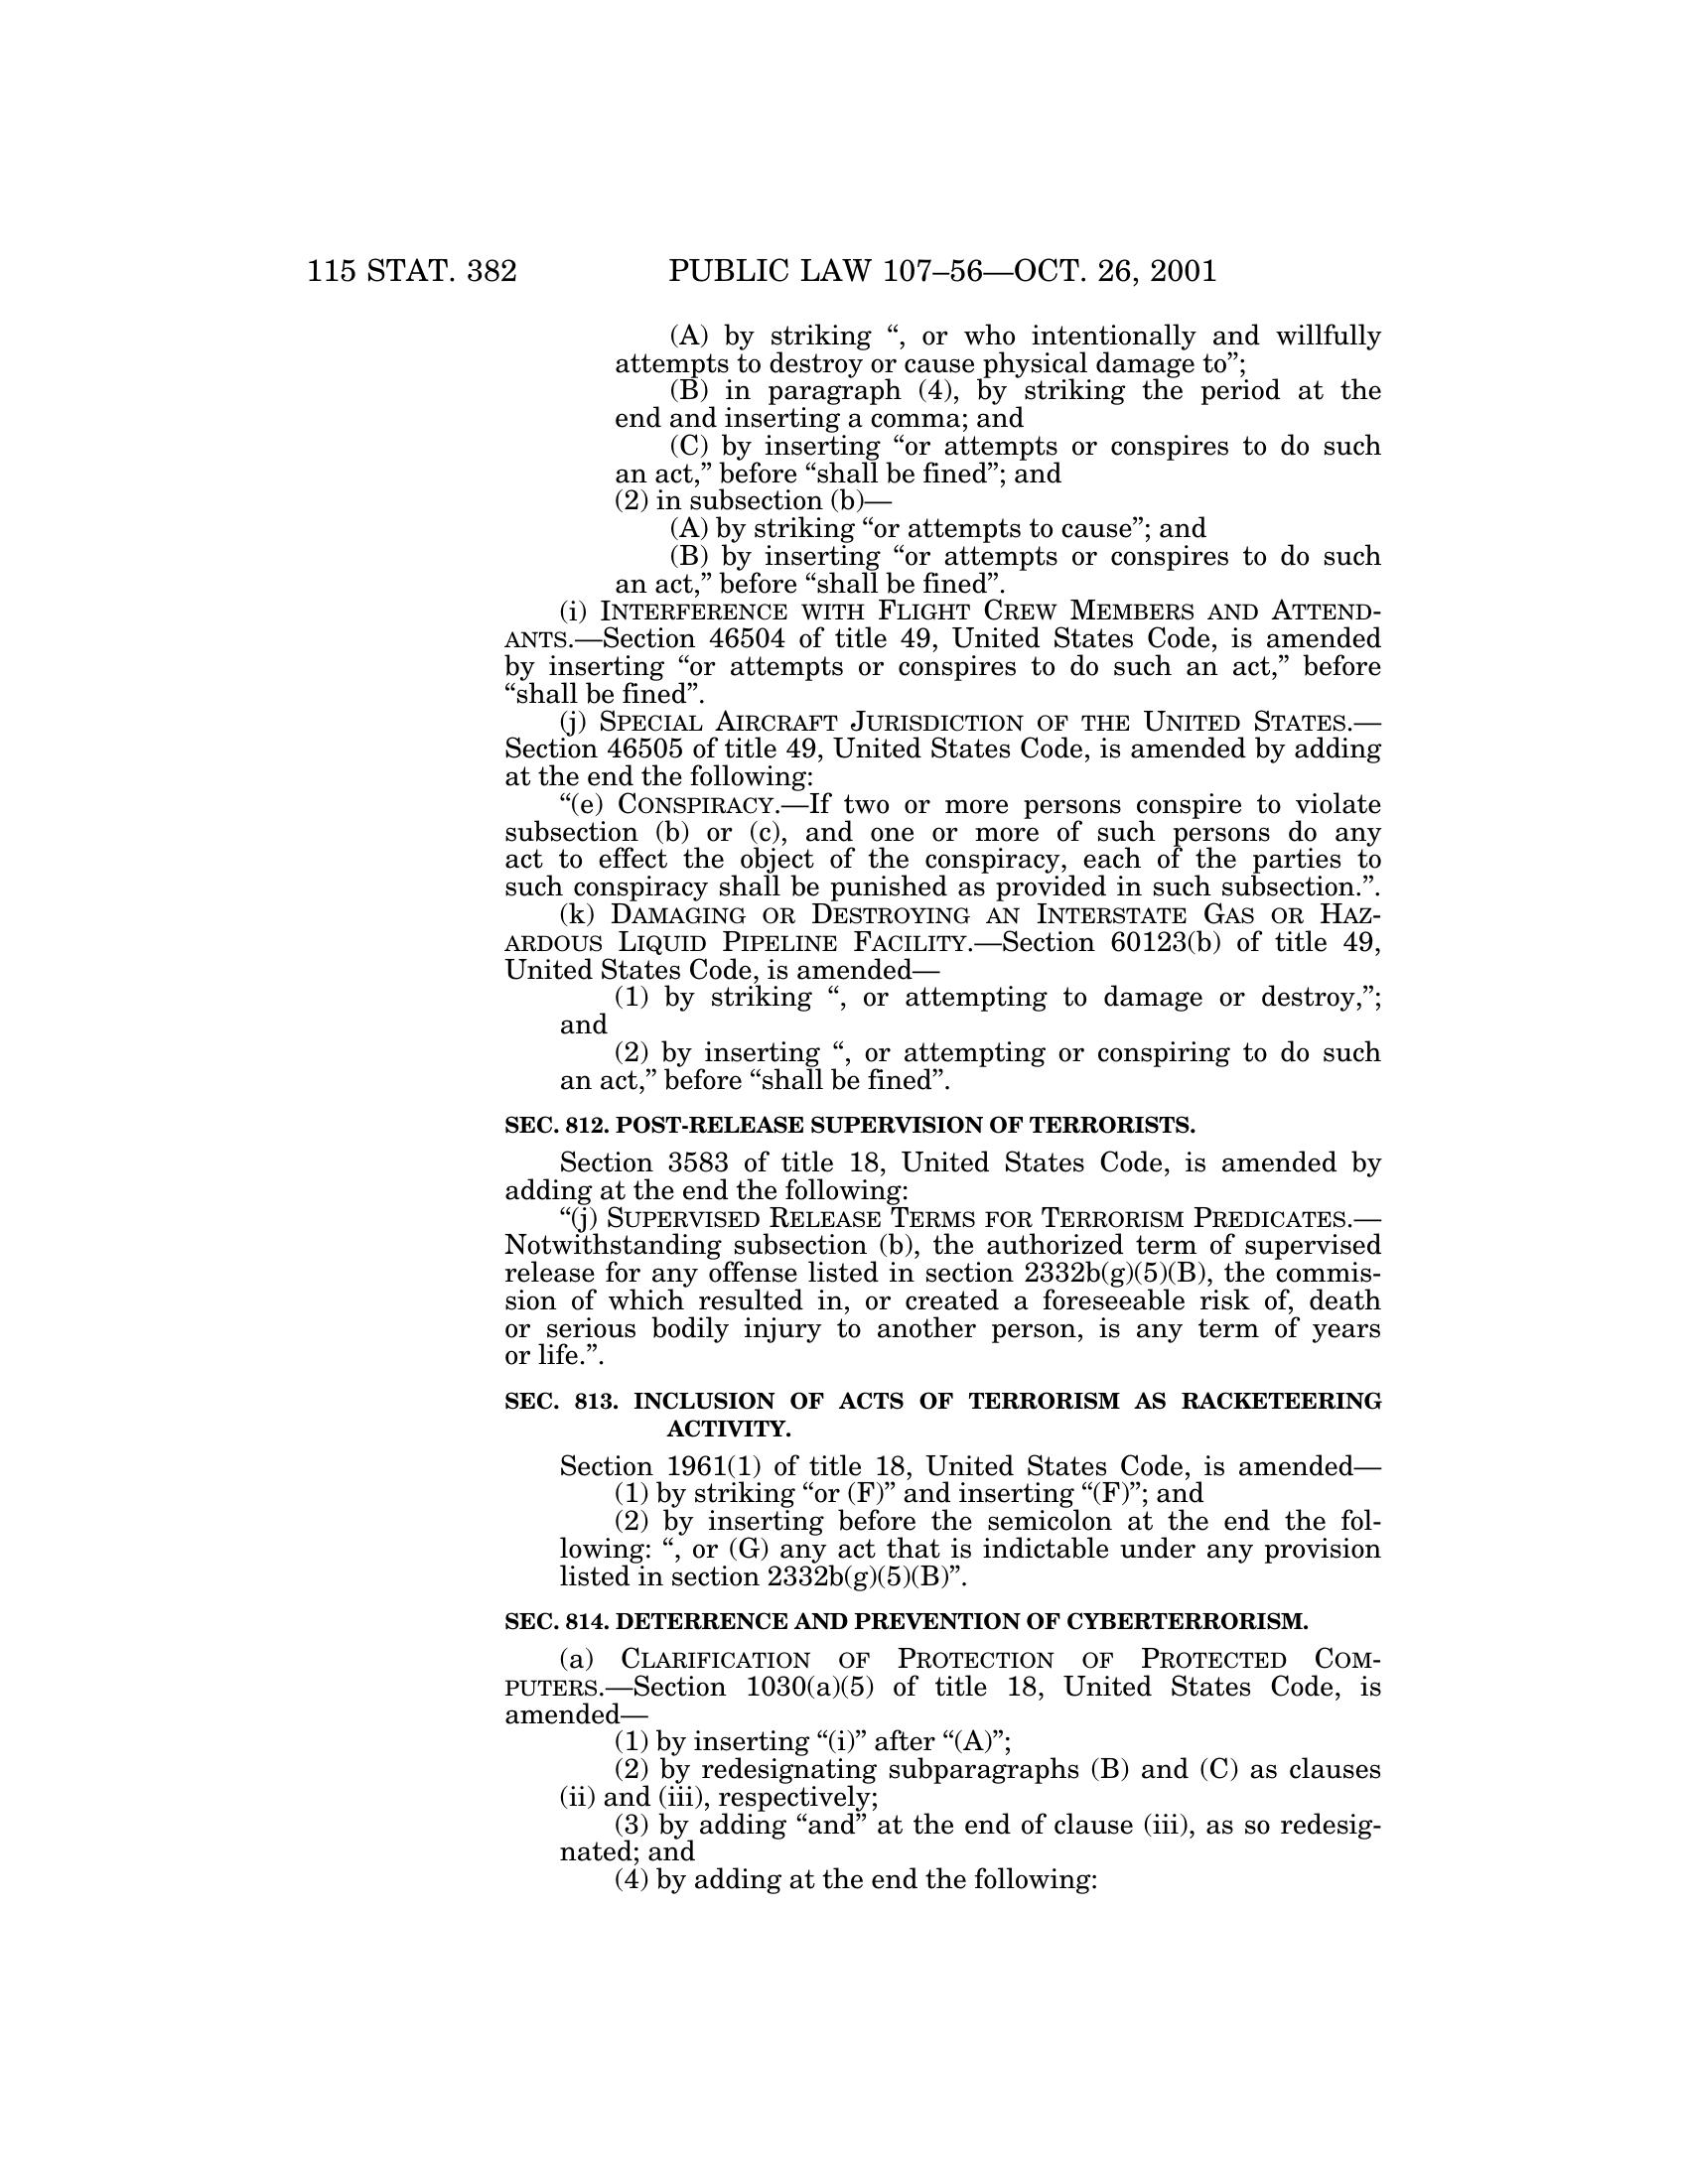 115 STAT. 382 PUBLIC LAW 107–56—OCT. 26, 2001
(A) by striking “, or who intentionally and willfully
attempts to destroy or cause physical damage to”;
(B) in paragraph (4), by striking the period at the
end and inserting a comma; and
(C) by inserting “or attempts or conspires to do such
an act,” before “shall be fined”; and
(2) in subsection (b)—
(A) by striking “or attempts to cause”; and
(B) by inserting “or attempts or conspires to do such
an act,” before “shall be fined”.
(i) INTERFERENCE WITH FLIGHT CREW MEMBERS AND ATTEND-
ANTS.—Section 46504 of title 49, United States Code, is amended
by inserting “or attempts or conspires to do such an act,” before
“shall be fined”.
(j) SPECIAL AIRCRAFT JURISDICTION OF THE UNITED STATES.—
Section 46505 of title 49, United States Code, is amended by adding
at the end the following:
“(e) CONSPIRACY.—If two or more persons conspire to violate
subsection (b) or (c), and one or more of such persons do any
act to effect the object of the conspiracy, each of the parties to
such conspiracy shall be punished as provided in such subsection.”.
(k) DAMAGING OR DESTROYING AN INTERSTATE GAS OR HAZ-
ARDOUS LIQUID PIPELINE FACILITY.—Section 60123(b) of title 49,
United States Code, is amended—
(1) by striking “, or attempting to damage or destroy,”;
and
(2) by inserting “, or attempting or conspiring to do such
an act,” before “shall be fined”.
SEC. 812. POST-RELEASE SUPERVISION OF TERRORISTS.
Section 3583 of title 18, United States Code, is amended by
adding at the end the following:
“(j) SUPERVISED RELEASE TERMS FOR TERRORISM PREDICATES.—
Notwithstanding subsection (b), the authorized term of supervised
release for any offense listed in section 2332b(g)(5)(B), the commis-
sion of which resulted in, or created a foreseeable risk of, death
or serious bodily injury to another person, is any term of years
or life.”.
SEC. 813. INCLUSION OF ACTS OF TERRORISM AS RACKETEERING
ACTIVITY.
Section 1961(1) of title 18, United States Code, is amended—
(1) by striking “or (F)” and inserting “(F)”; and
(2) by inserting before the semicolon at the end the fol-
lowing: “, or (G) any act that is indictable under any provision
listed in section 2332b(g)(5)(B)”.
SEC. 814. DETERRENCE AND PREVENTION OF CYBERTERRORISM.
(a) CLARIFICATION OF PROTECTION OF PROTECTED COM-
PUTERS.—Section 1030(a)(5) of title 18, United States Code, is
amended—
(1) by inserting “(i)” after “(A)”;
(2) by redesignating subparagraphs (B) and (C) as clauses
(ii) and (iii), respectively;
(3) by adding “and” at the end of clause (iii), as so redesig-
nated; and
(4) by adding at the end the following: